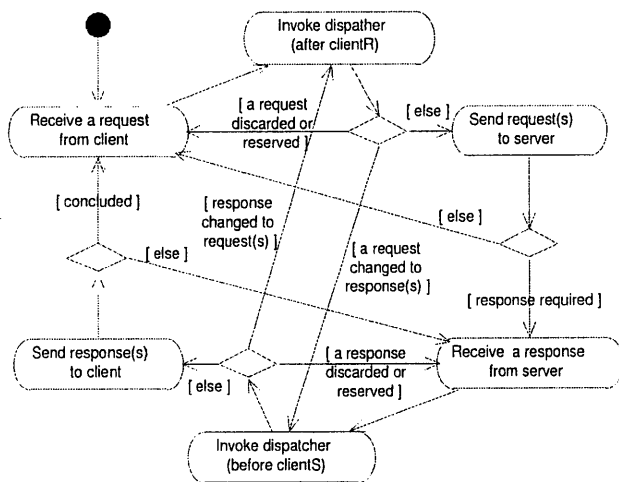 Invoke dispather
(after clientR)
Receive a request
from client
[ a request
discarded or
reserved ]
[ else ]
Send request(s)
to server
[ concluded ]
[ response
changed to
request(s) ]
[ else ]
[ else ]
[ a request
changed to
response(s) ]
[ response required ]
Send response(s)
to client
[ else ]
[ a response
discarded or
reserved ]
Receive a response
from server
Invoke dispatcher
(before clientS)